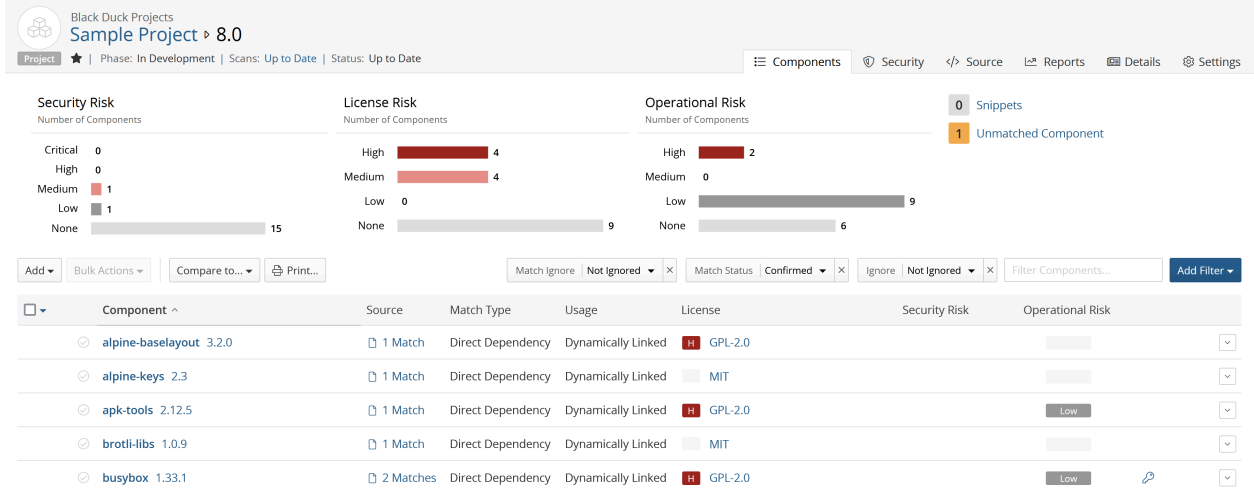 Black Duck Projects
Sample Project 8.0
Project | Phase: In Development | Scans: Up to Date | Status: Up to Date
Components Security Source Reports Details Settings
Security Risk
Number of Components
Critical 0
High 0
Medium 1
Low 1
None 15
License Risk
Number of Components
High 4
Medium 4
Low 0
None 9
Operational Risk
Number of Components
High 2
Medium 0
Low 9
None 6
0 Snippets
1 Unmatched Component
Add Bulk Actions Compare to... Print... Match Ignore Not Ignored × Match Status Confirmed × Ignore Not Ignored × Filter Components... Add Filter
Component Source Match Type Usage License Security Risk Operational Risk
alpine-baselayout 3.2.0 1 Match Direct Dependency Dynamically Linked H GPL-2.0
alpine-keys 2.3 1 Match Direct Dependency Dynamically Linked MIT
apk-tools 2.12.5 1 Match Direct Dependency Dynamically Linked H GPL-2.0 Low
brotli-libs 1.0.9 1 Match Direct Dependency Dynamically Linked MIT
busybox 1.33.1 2 Matches Direct Dependency Dynamically Linked H GPL-2.0 Low